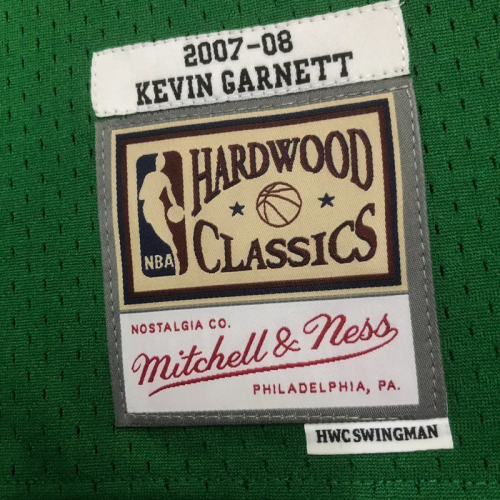 2007-08
KEVIN GARNETT
HARDWOOD
NBA
CLASSICS
NOSTALGIA CO.
Mitchell & Ness
PHILADELPHIA, PA.
HWC SWINGMAN